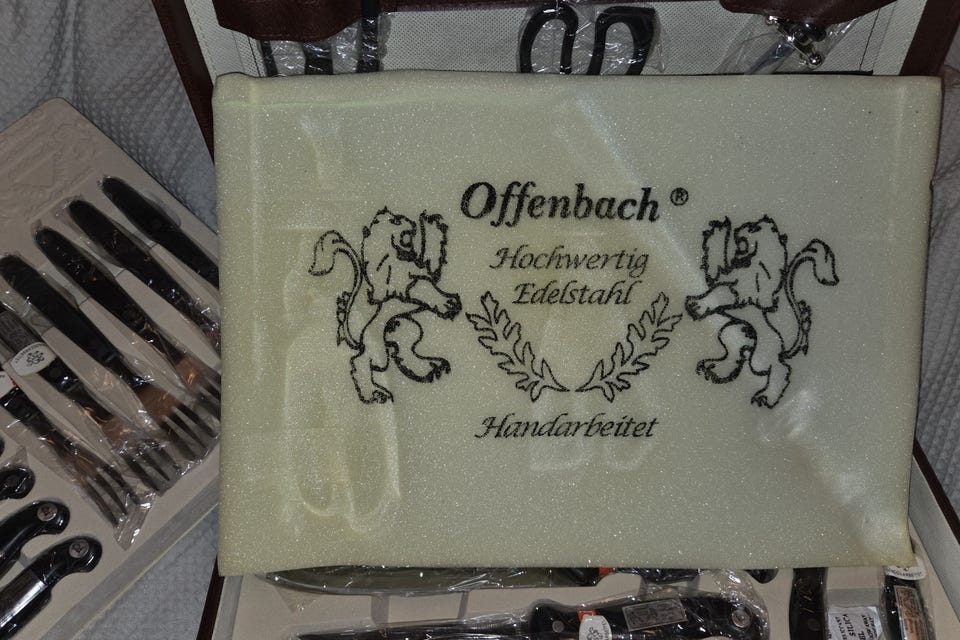 Offenbach®
Hochwertig
Edelstahl
Handarbeitet